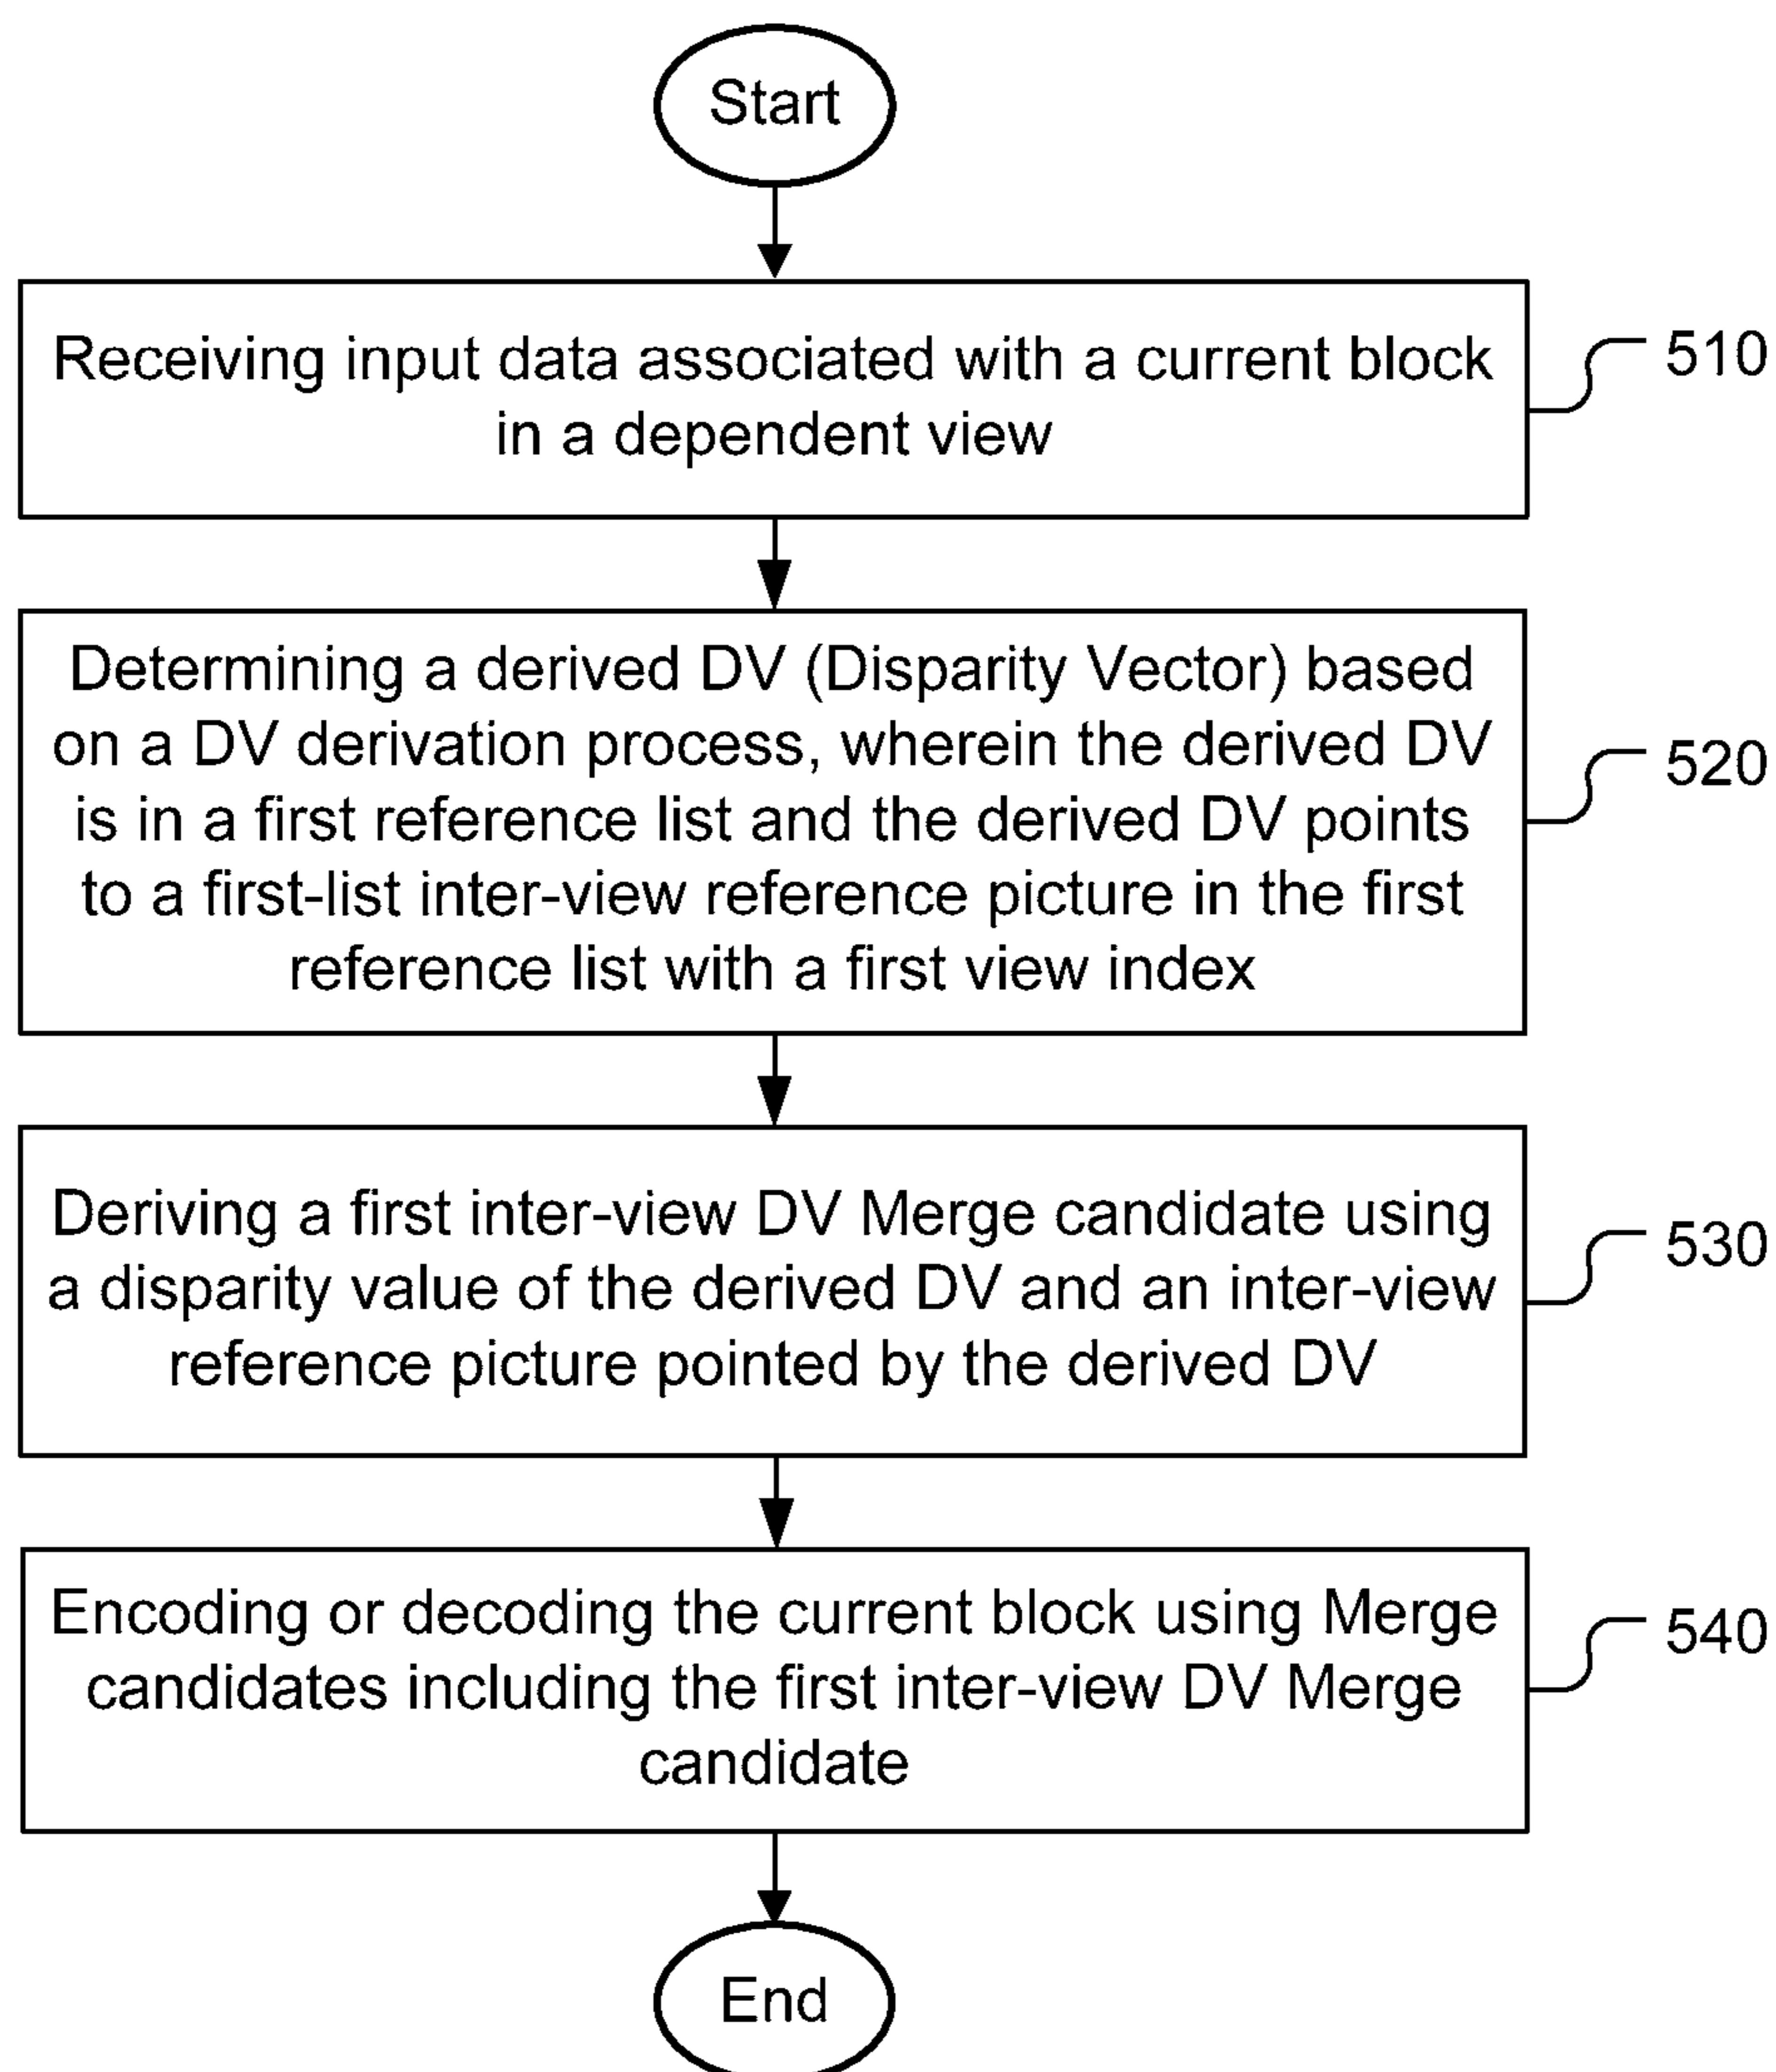 Start
Receiving input data associated with a current block
in a dependent view
510
Determining a derived DV (Disparity Vector) based
on a DV derivation process, wherein the derived DV
is in a first reference list and the derived DV points
to a first-list inter-view reference picture in the first
reference list with a first view index
520
Deriving a first inter-view DV Merge candidate using
a disparity value of the derived DV and an inter-view
reference picture pointed by the derived DV
530
Encoding or decoding the current block using Merge
candidates including the first inter-view DV Merge
candidate
540
End